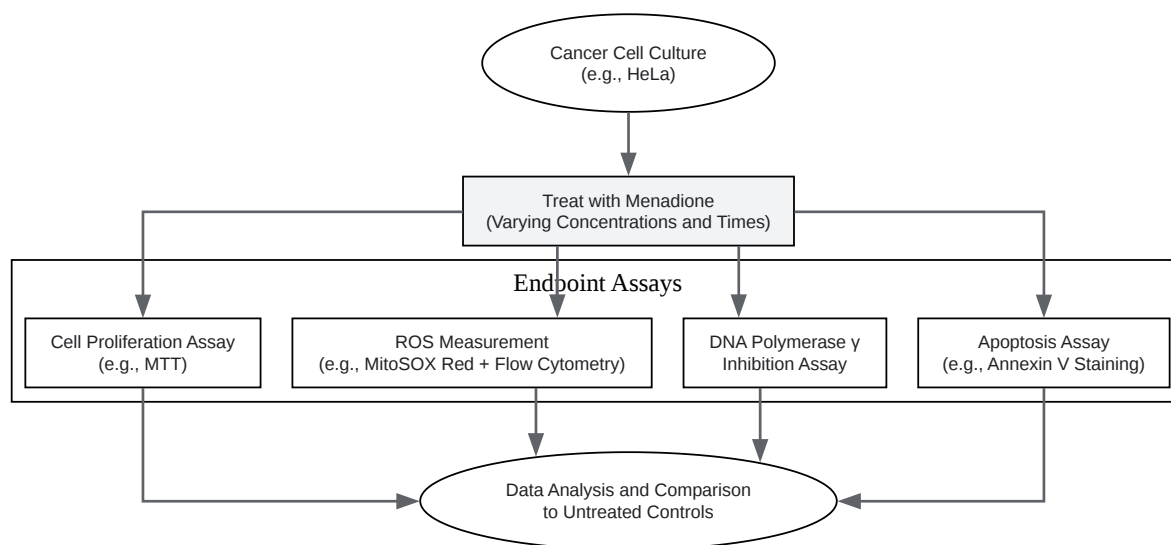 Cancer Cell Culture
(e.g., HeLa)
Treat with Menadione
(Varying Concentrations and Times)
Endpoint Assays
Cell Proliferation Assay
(e.g., MTT)
ROS Measurement
(e.g., MitoSOX Red + Flow Cytometry)
DNA Polymerase γ
Inhibition Assay
Apoptosis Assay
(e.g., Annexin V Staining)
Data Analysis and Comparison
to Untreated Controls